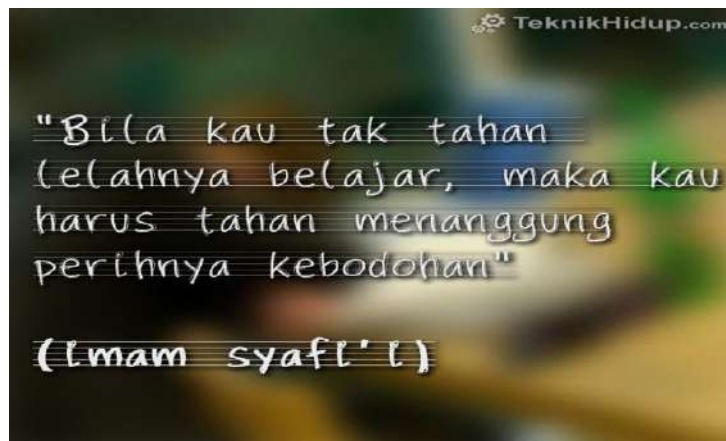 TeknikHidup.com
"Bila kau tak tahan
lelahnya belajar, maka kau
harus tahan menanggung
perihnya kebodohan"
(imam syafi'i)